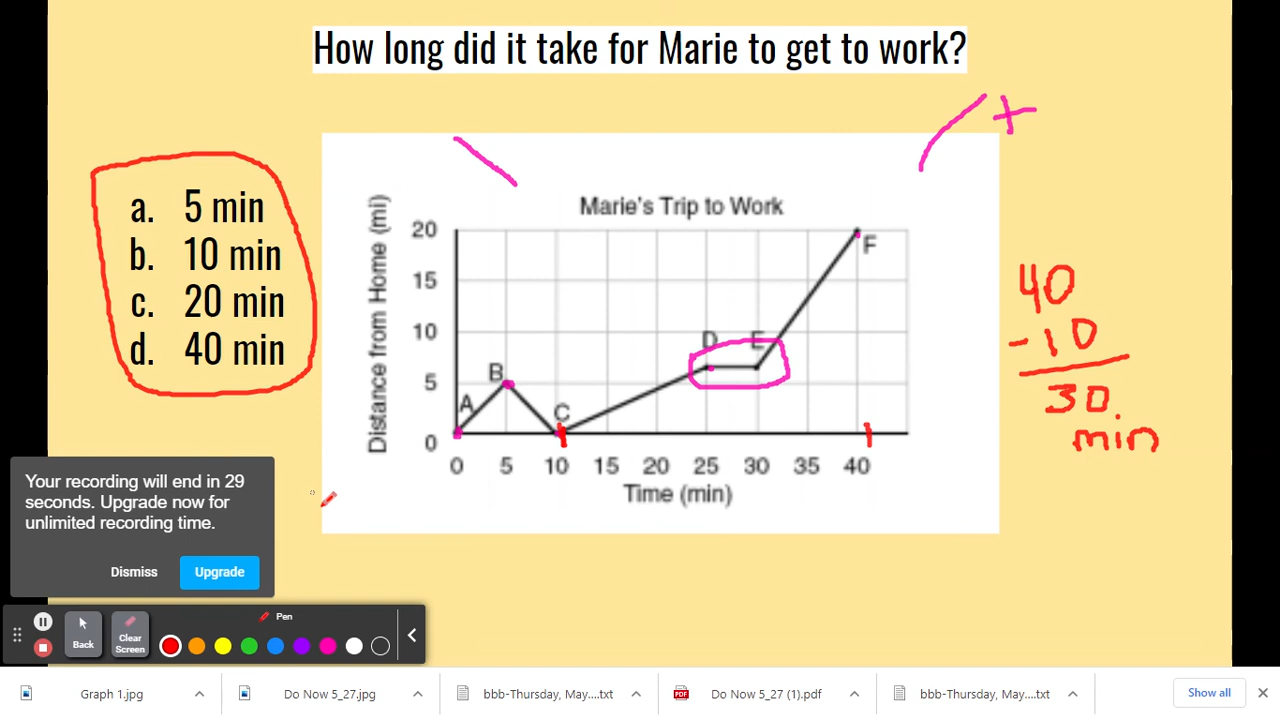 How long did it take for Marie to get to work?
a. 5 min
b. 10 min
c. 20 min
d. 40 min
Marie's Trip to Work
Distance from Home (mi)
20
15
10
5
0
A
B
C
D
E
F
0 5 10 15 20 25 30 35 40
Time (min)
+
40
-10
30
min
Your recording will end in 29
seconds. Upgrade now for
unlimited recording time.
Dismiss
Upgrade
Pen
Back
Clear
Screen
Graph 1.jpg
Do Now 5_27.jpg
bbb-Thursday, May....txt
Do Now 5_27 (1).pdf
bbb-Thursday, May....txt
Show all
PDF